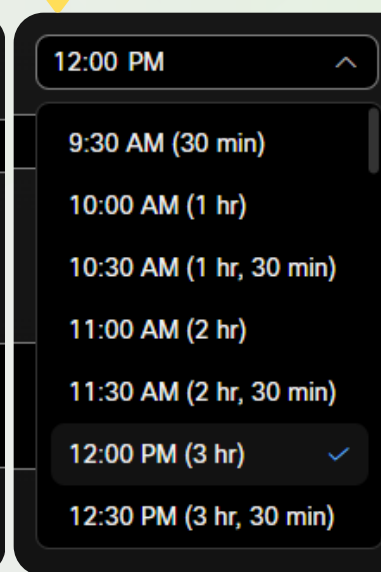 12:00 PM
9:30 AM (30 min)
10:00 AM (1 hr)
10:30 AM (1 hr, 30 min)
11:00 AM (2 hr)
11:30 AM (2 hr, 30 min)
12:00 PM (3 hr)
12:30 PM (3 hr, 30 min)